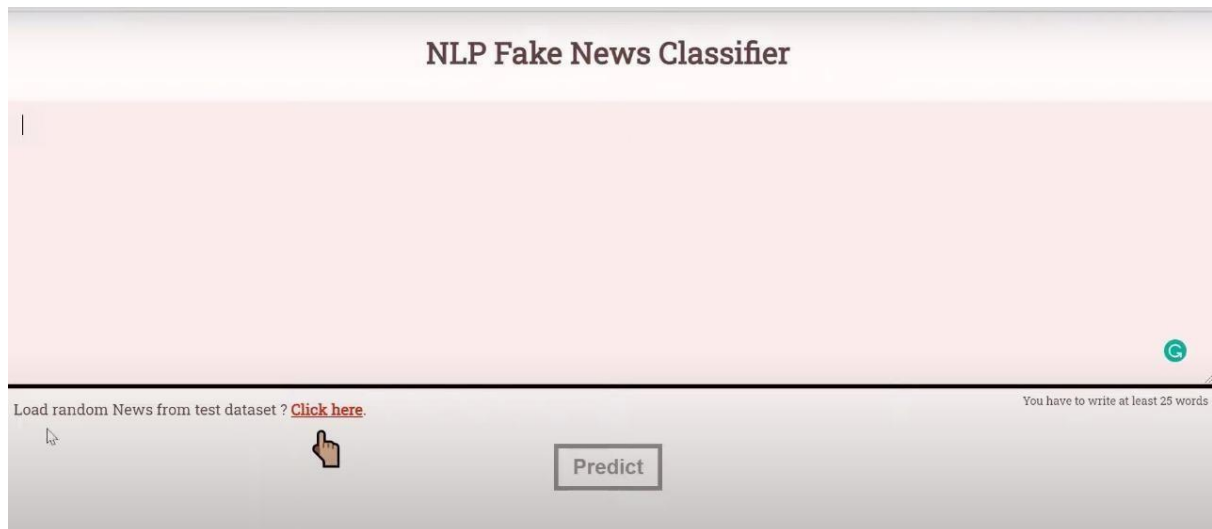 NLP Fake News Classifier
Load random News from test dataset ? Click here.
You have to write at least 25 words
Predict